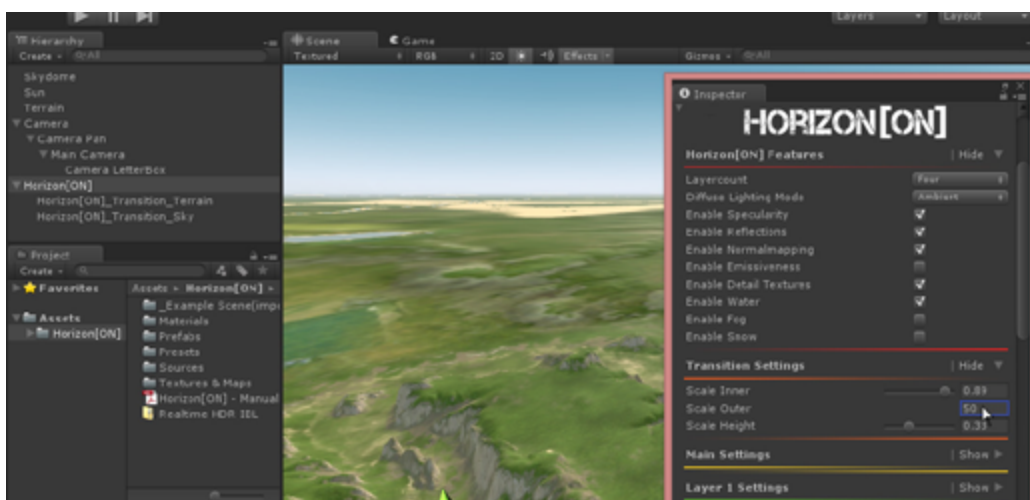 Layers
Layout
Hierarchy
Create
All
Skydome
Sun
Terrain
Camera
Camera Pan
Main Camera
Camera LetterBox
Horizon[ON]
Horizon[ON]_Transition_Terrain
Horizon[ON]_Transition_Sky
Project
Create
Favorites
Assets
Horizon[ON]
Assets Horizon[ON]
_Example Scene(impo
Materials
Prefabs
Presets
Sources
Textures & Maps
Horizon[ON] - Manual
Realtime HDR IBL
Scene
Game
Textured
RGB
2D
Effects
Gizmos
All
Inspector
HORIZON[ON]
Horizon[ON] Features | Hide
Layercount Four
Diffuse Lighting Mode Ambient
Enable Specularity
Enable Reflections
Enable Normalmapping
Enable Emissiveness
Enable Detail Textures
Enable Water
Enable Fog
Enable Snow
Transition Settings | Hide
Scale Inner 0.89
Scale Outer 50
Scale Height 0.33
Main Settings | Show
Layer 1 Settings | Show